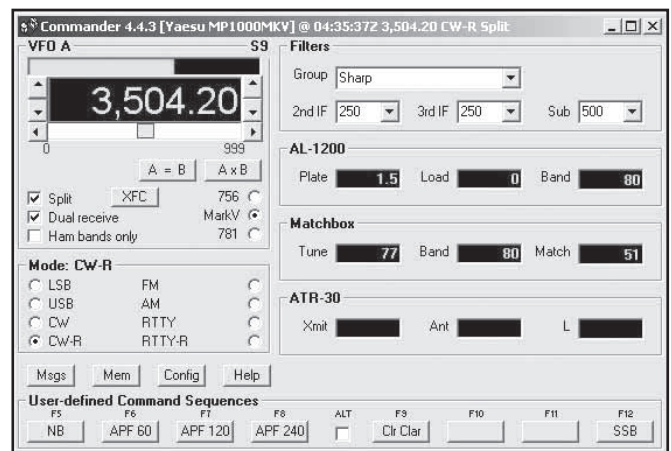 Commander 4.4.3 [Yaesu MP1000MKV] @ 04:35:37Z 3,504.20 CW-R Split
VFO A S9
3,504.20
0 999
A = B A x B
Split XFC 756
Dual receive MarkV
Ham bands only 781
Mode: CW-R
LSB FM
USB AM
CW RTTY
CW-R RTTY-R
Filters
Group Sharp
2nd IF 250 3rd IF 250 Sub 500
AL-1200
Plate 1.5 Load 0 Band 80
Matchbox
Tune 77 Band 80 Match 51
ATR-30
Xmit Ant L
Msgs Mem Config Help
User-defined Command Sequences
F5 F6 F7 F8 ALT F9 F10 F11 F12
NB APF 60 APF 120 APF 240 Clr Clar SSB